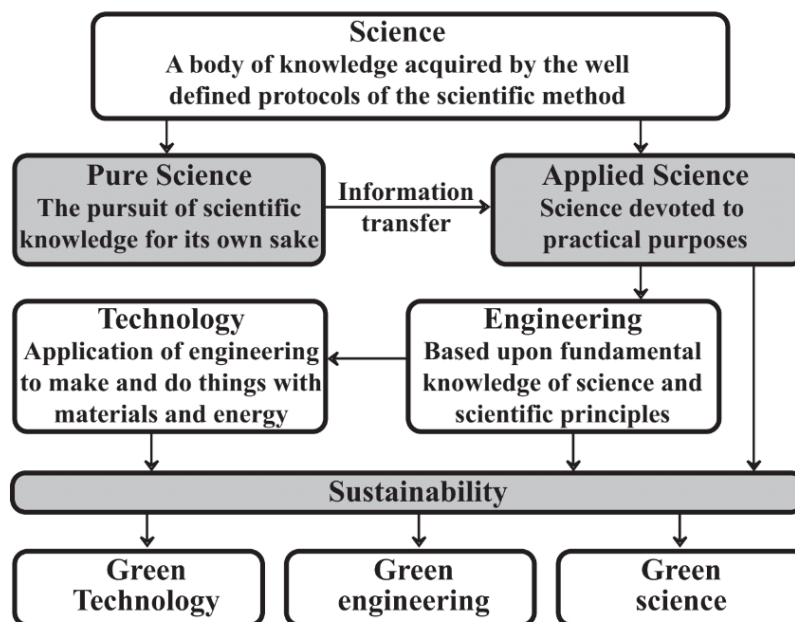 Science
A body of knowledge acquired by the well
defined protocols of the scientific method
Pure Science
The pursuit of scientific
knowledge for its own sake
Information
transfer
Applied Science
Science devoted to
practical purposes
Technology
Application of engineering
to make and do things with
materials and energy
Engineering
Based upon fundamental
knowledge of science and
scientific principles
Sustainability
Green
Technology
Green
engineering
Green
science